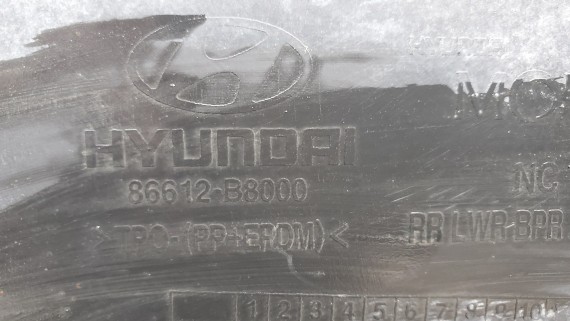 HYUNDAI
86612-B8000 NC
>TPO-(PP+EPDM)< RR LWR-BPR
1 2 3 4 5 6 7 8 9 10